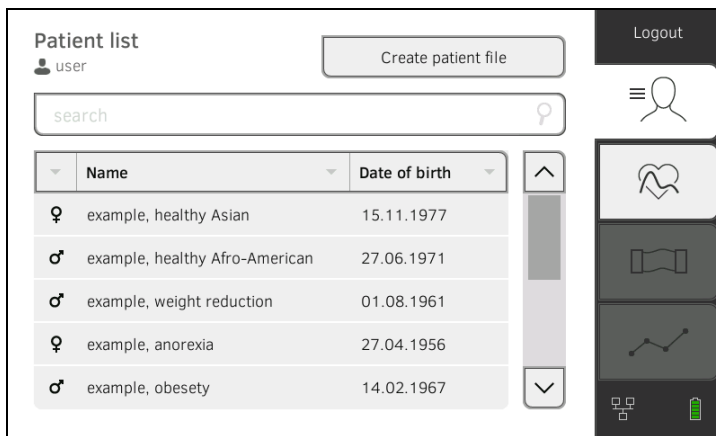 Patient list
user
Create patient file
Logout
search
Name Date of birth
♀ example, healthy Asian 15.11.1977
♂ example, healthy Afro-American 27.06.1971
♂ example, weight reduction 01.08.1961
♀ example, anorexia 27.04.1956
♂ example, obesety 14.02.1967